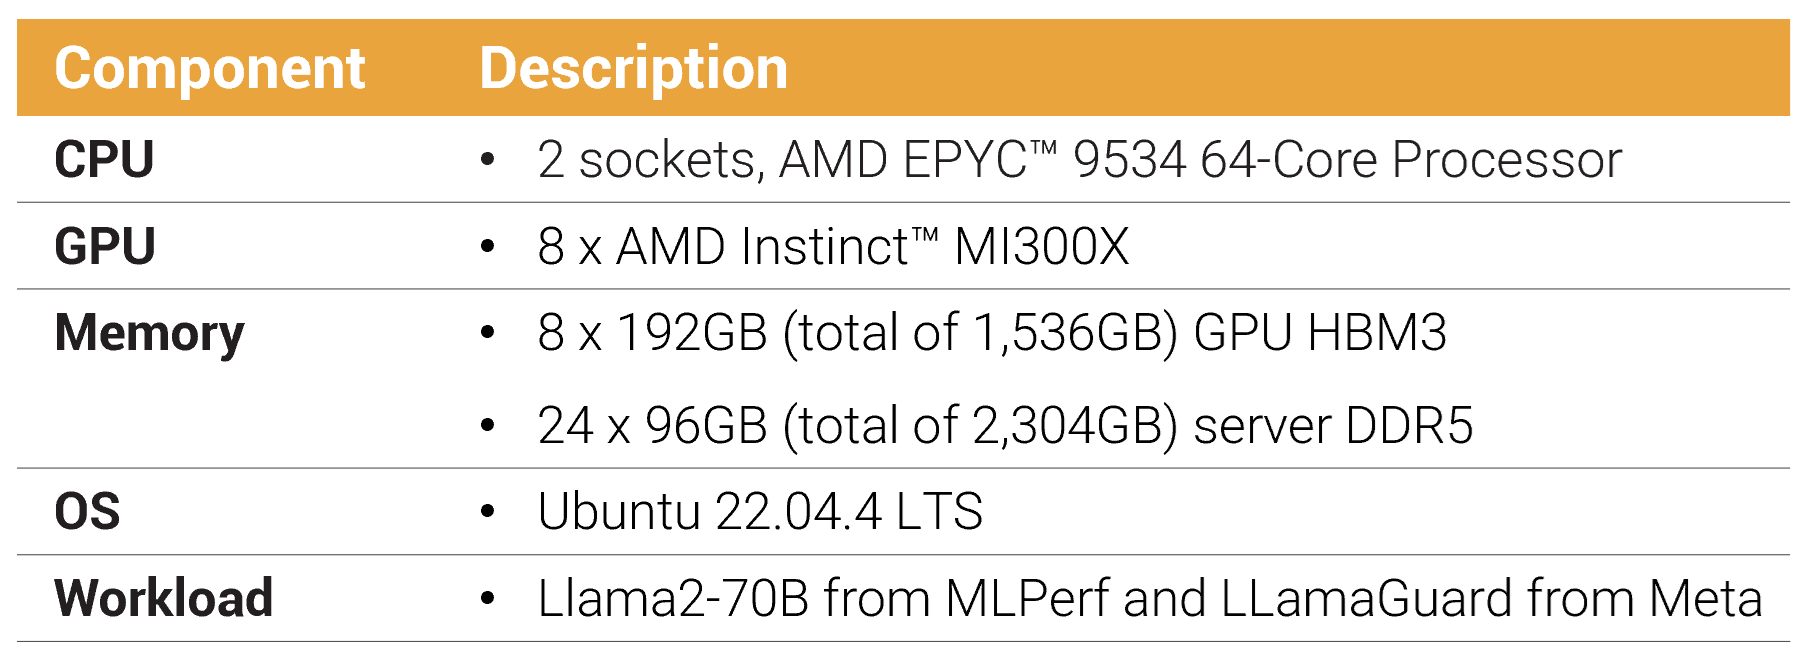 Component Description
CPU • 2 sockets, AMD EPYC™ 9534 64-Core Processor
GPU • 8 x AMD Instinct™ MI300X
Memory • 8 x 192GB (total of 1,536GB) GPU HBM3
• 24 x 96GB (total of 2,304GB) server DDR5
OS • Ubuntu 22.04.4 LTS
Workload • Llama2-70B from MLPerf and LLamaGuard from Meta